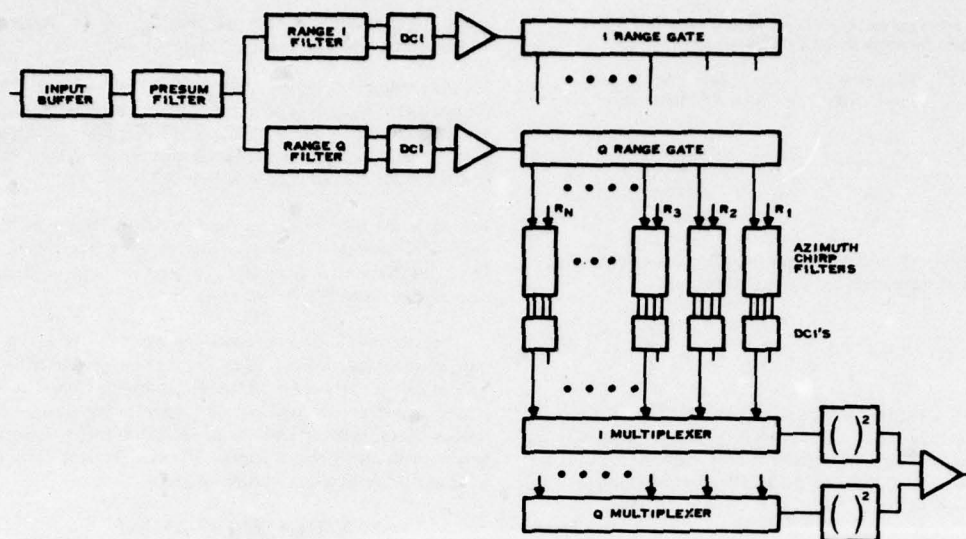 RANGE I
FILTER
DCI
I RANGE GATE
INPUT
BUFFER
PRESUM
FILTER
RANGE Q
FILTER
DCI
Q RANGE GATE
RN
R3
R2
R1
AZIMUTH
CHIRP
FILTERS
DCI'S
I MULTIPLEXER
( )2
Q MULTIPLEXER
( )2